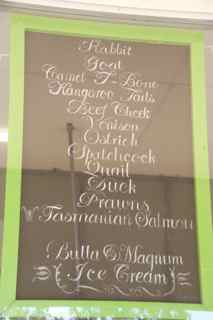 Rabbit
Goat
Camel T-Bone
Kangaroo Tails
Beef Cheek
Venison
Ostrich
Spatchcock
Quail
Duck
Prawns
Tasmanian Salmon
Bulla & Magnum
Ice Cream